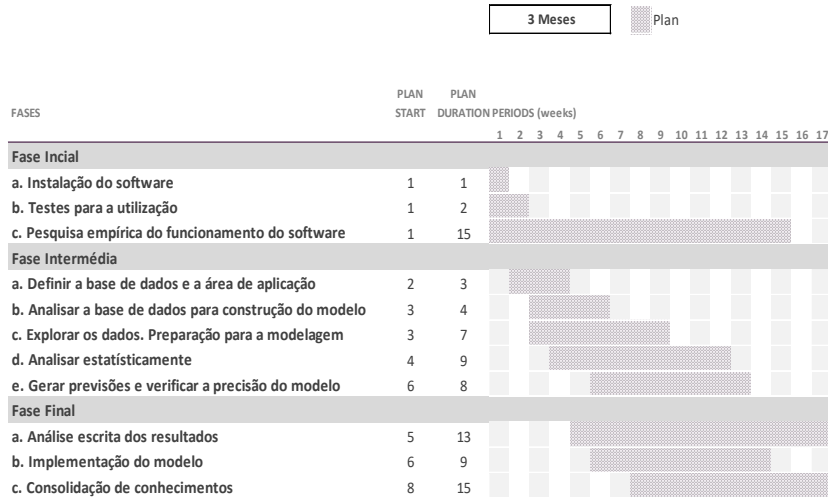 3 Meses Plan
PLAN PLAN
FASES START DURATION PERIODS (weeks)
1 2 3 4 5 6 7 8 9 10 11 12 13 14 15 16 17
Fase Incial
a. Instalação do software 1 1
b. Testes para a utilização 1 2
c. Pesquisa empírica do funcionamento do software 1 15
Fase Intermédia
a. Definir a base de dados e a área de aplicação 2 3
b. Analisar a base de dados para construção do modelo 3 4
c. Explorar os dados. Preparação para a modelagem 3 7
d. Analisar estatísticamente 4 9
e. Gerar previsões e verificar a precisão do modelo 6 8
Fase Final
a. Análise escrita dos resultados 5 13
b. Implementação do modelo 6 9
c. Consolidação de conhecimentos 8 15